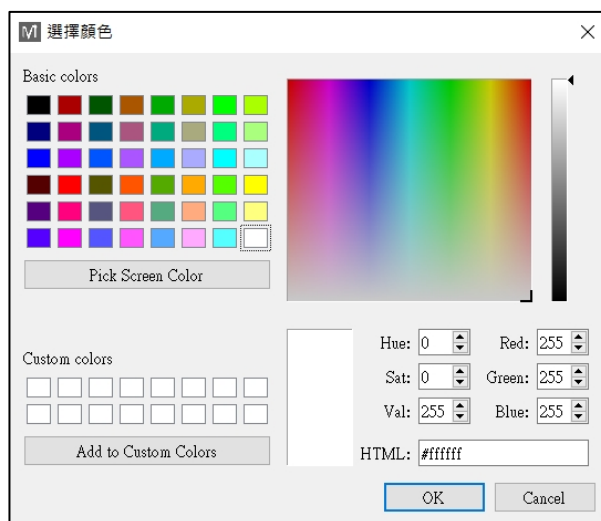 選擇顏色
Basic colors
Pick Screen Color
Custom colors
Add to Custom Colors
Hue: 0 Red: 255
Sat: 0 Green: 255
Val: 255 Blue: 255
HTML: #ffffff
OK Cancel